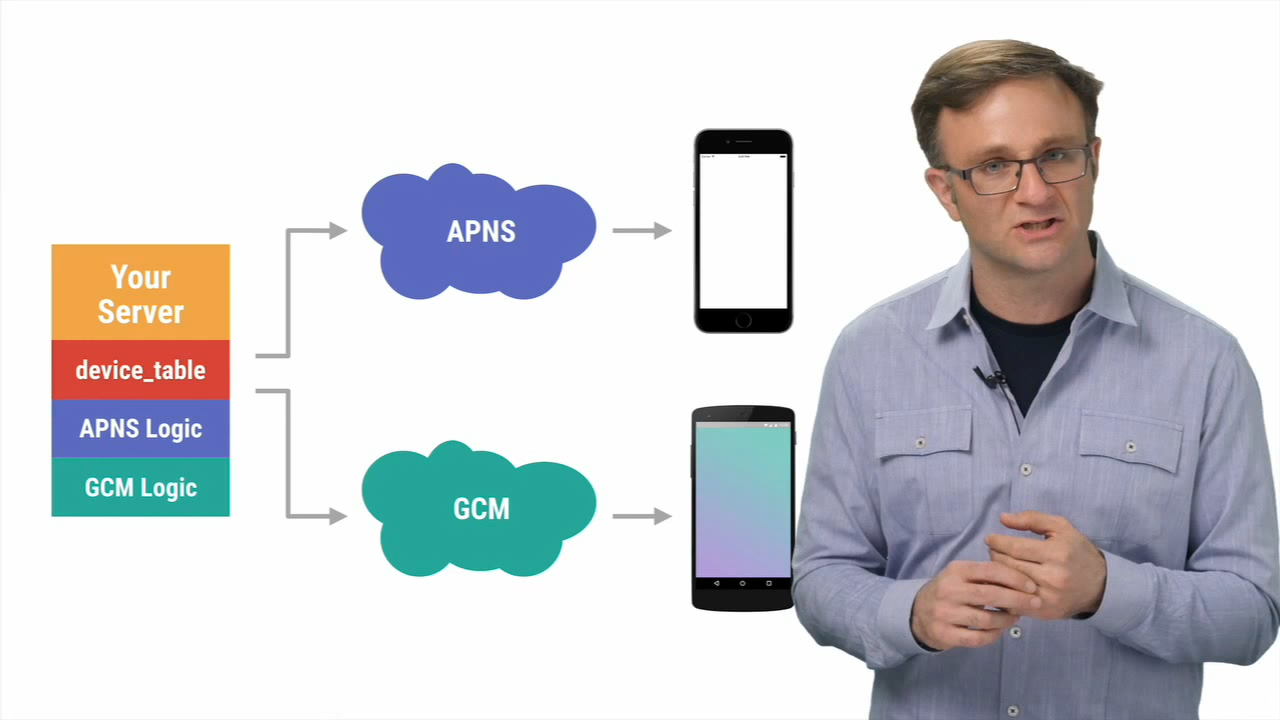 Your
Server
device_table
APNS Logic
GCM Logic
APNS
GCM